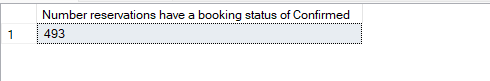 Number reservations have a booking status of Confirmed
1 493